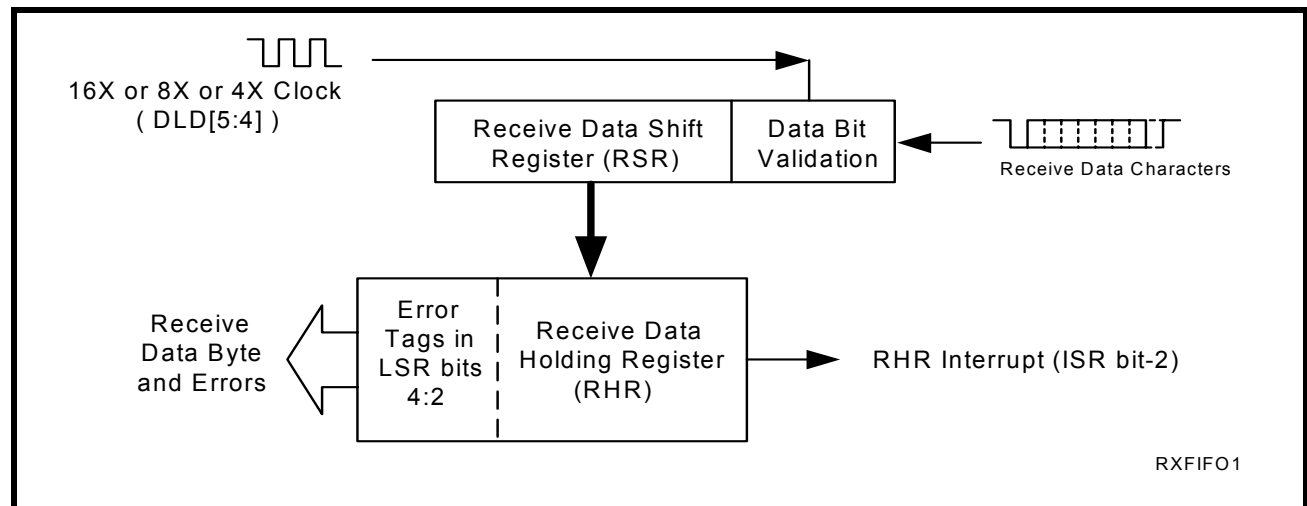 16X or 8X or 4X Clock
( DLD[5:4] )
Receive Data Shift
Register (RSR)
Data Bit
Validation
Receive Data Characters
Receive
Data Byte
and Errors
Error
Tags in
LSR bits
4:2
Receive Data
Holding Register
(RHR)
RHR Interrupt (ISR bit-2)
RXFIFO1